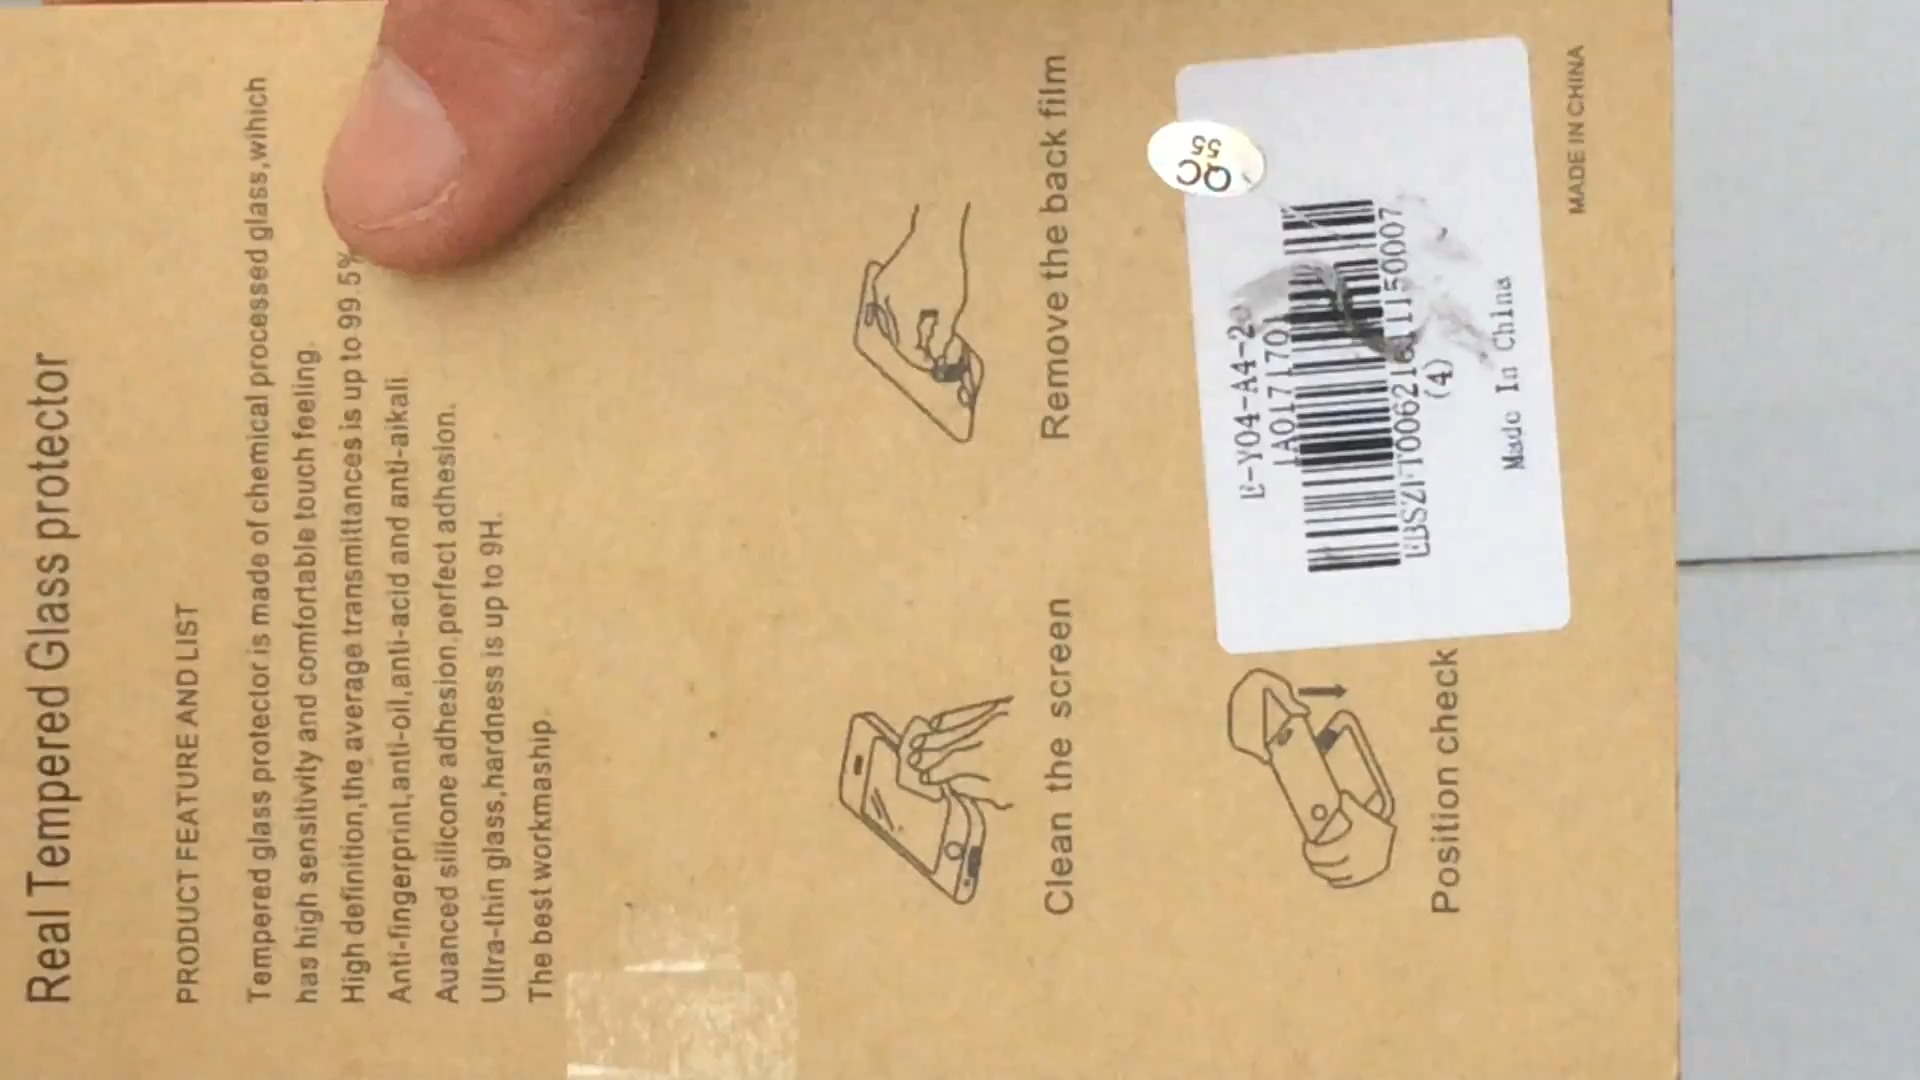 Real Tempered Glass protector
PRODUCT FEATURE AND LIST
Tempered glass protector is made of chemical processed glass,wihich
has high sensitivity and comfortable touch feeling.
High definition,the average transmittances is up to 99.5%
Anti-fingerprint,anti-oil,anti-acid and anti-aikali.
Auanced silicone adhesion,perfect adhesion.
Ultra-thin glass,hardness is up to 9H.
The best workmaship.
Clean the screen
Remove the back film
Position check
QC
55
(4)
Made In China
MADE IN CHINA